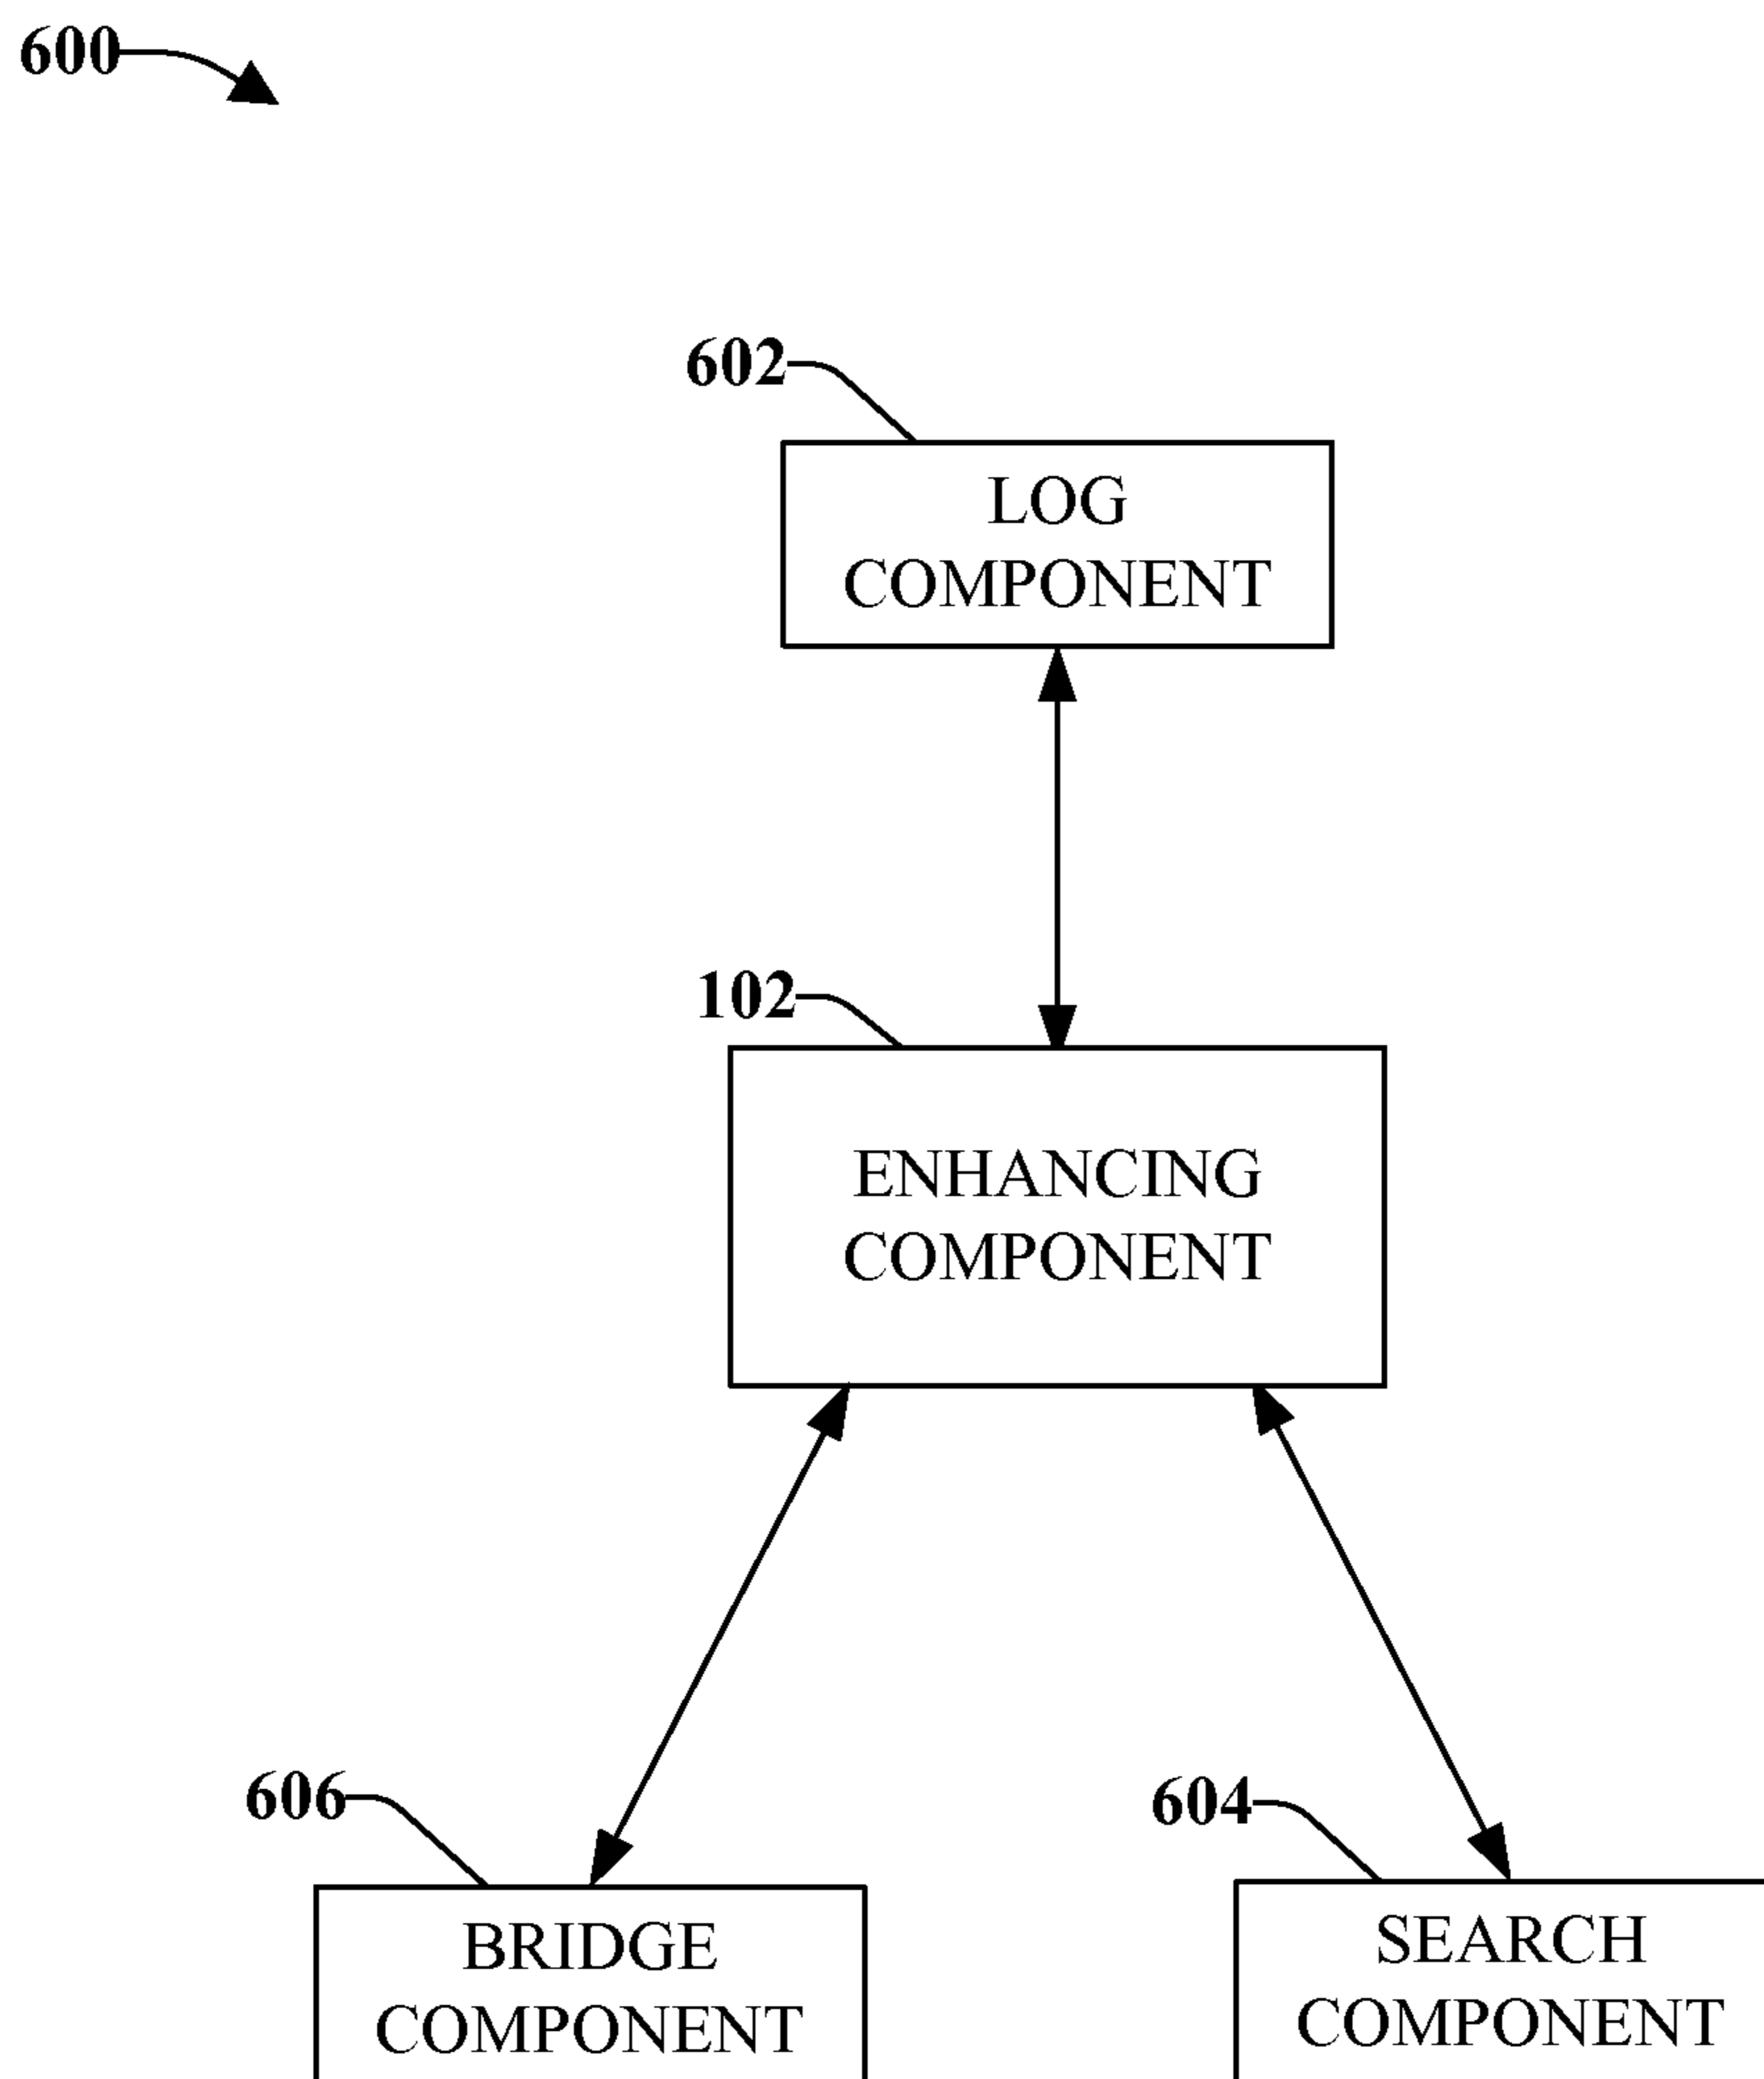 600
602
LOG
COMPONENT
102
ENHANCING
COMPONENT
606
BRIDGE
COMPONENT
604
SEARCH
COMPONENT